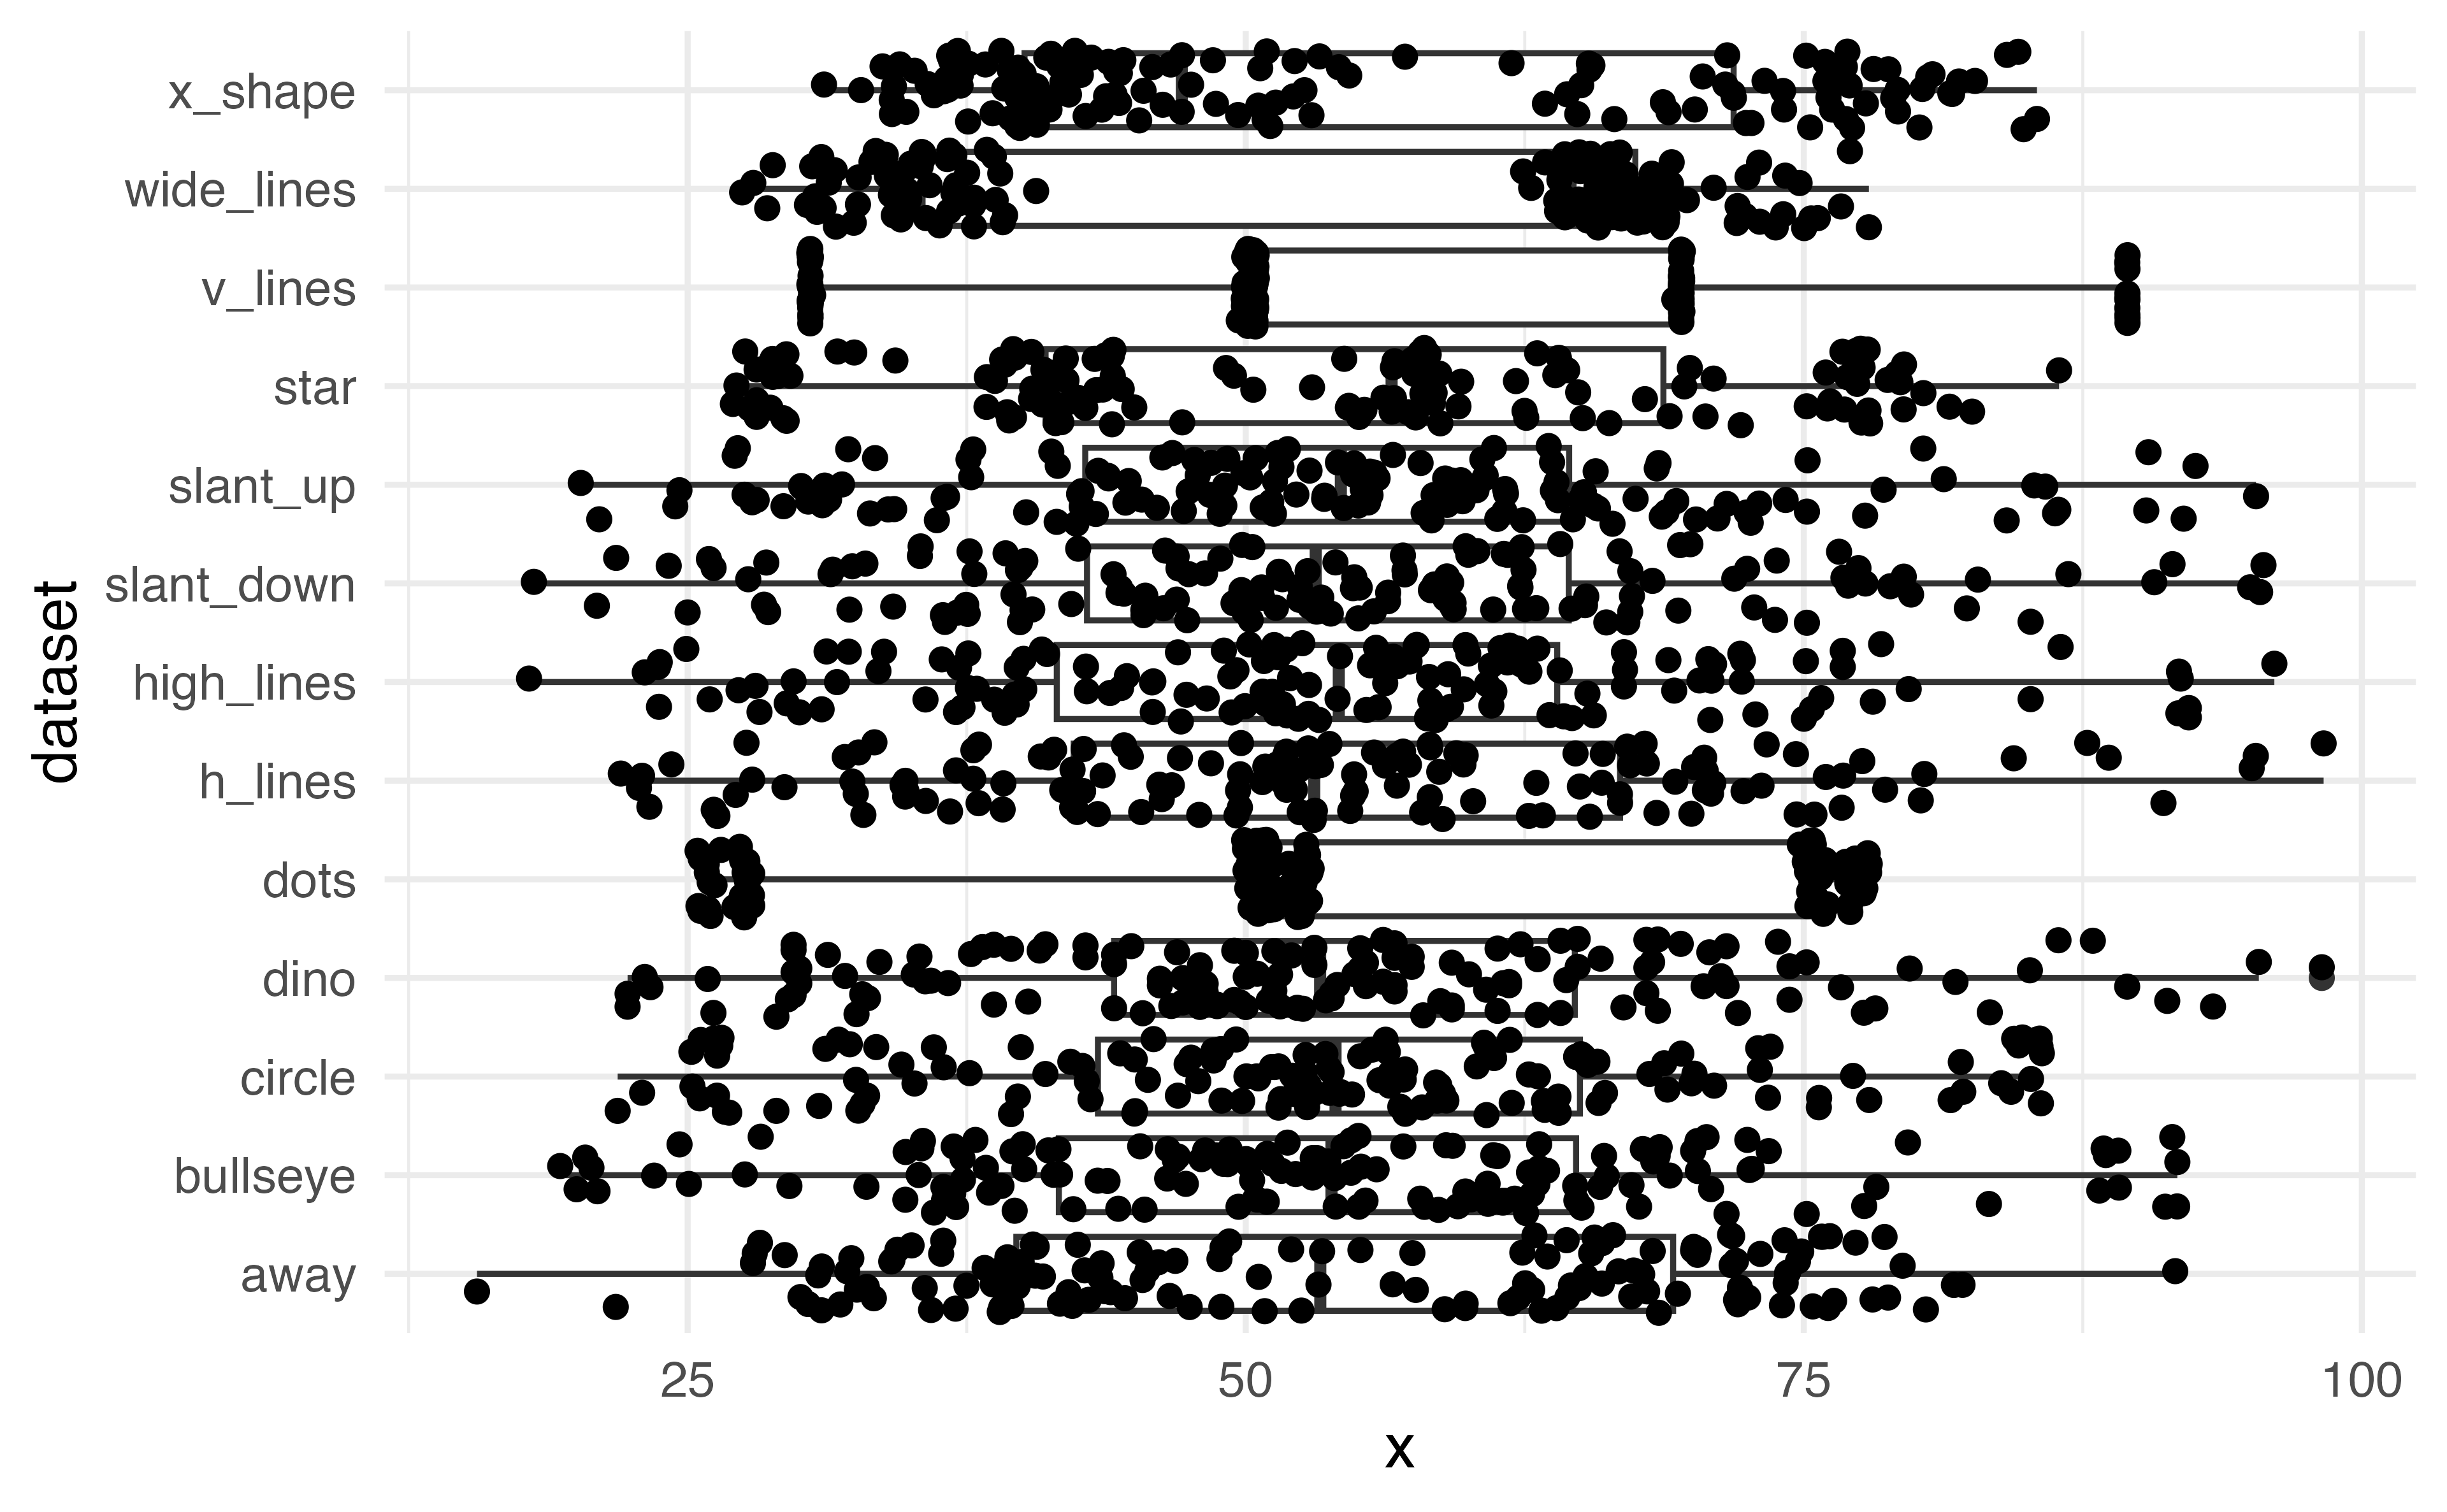 x_shape
wide_lines
v_lines
star
slant_up
slant_down
high_lines
h_lines
dots
dino
circle
bullseye
away
dataset
25 50 75 100
x